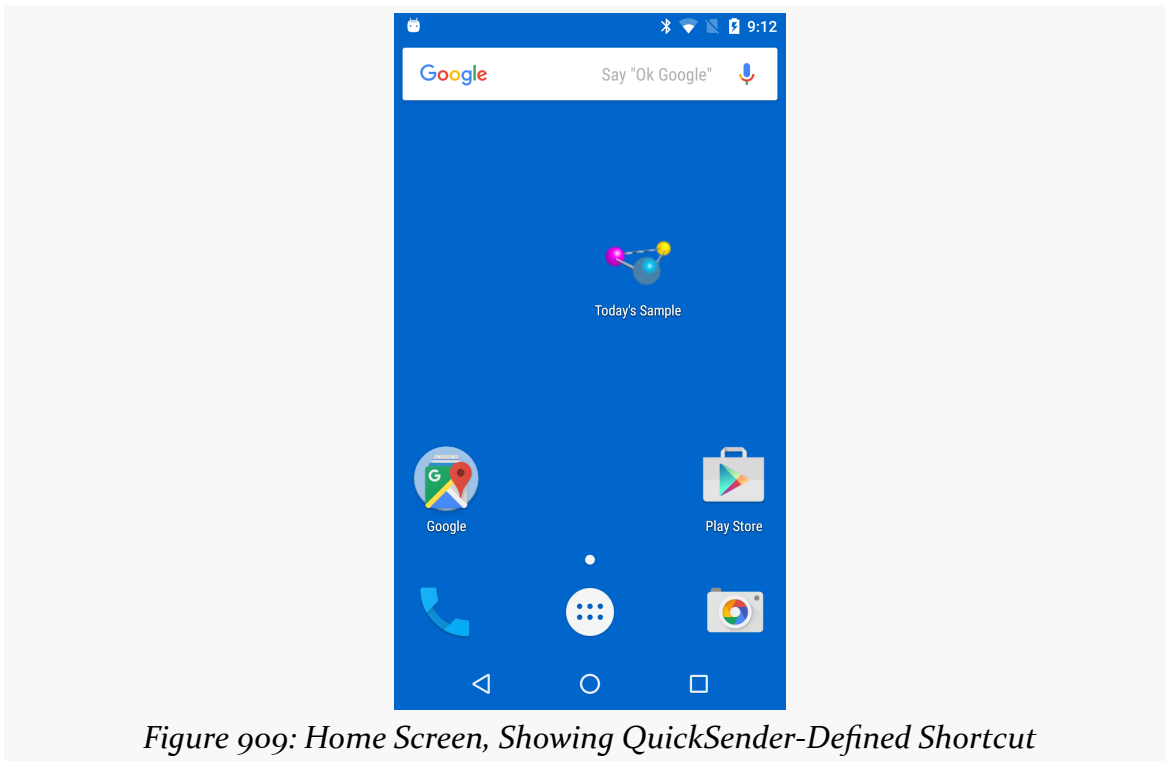 9:12
Google Say "Ok Google"
Today's Sample
G
Google Play Store
Figure 909: Home Screen, Showing QuickSender-Defined Shortcut